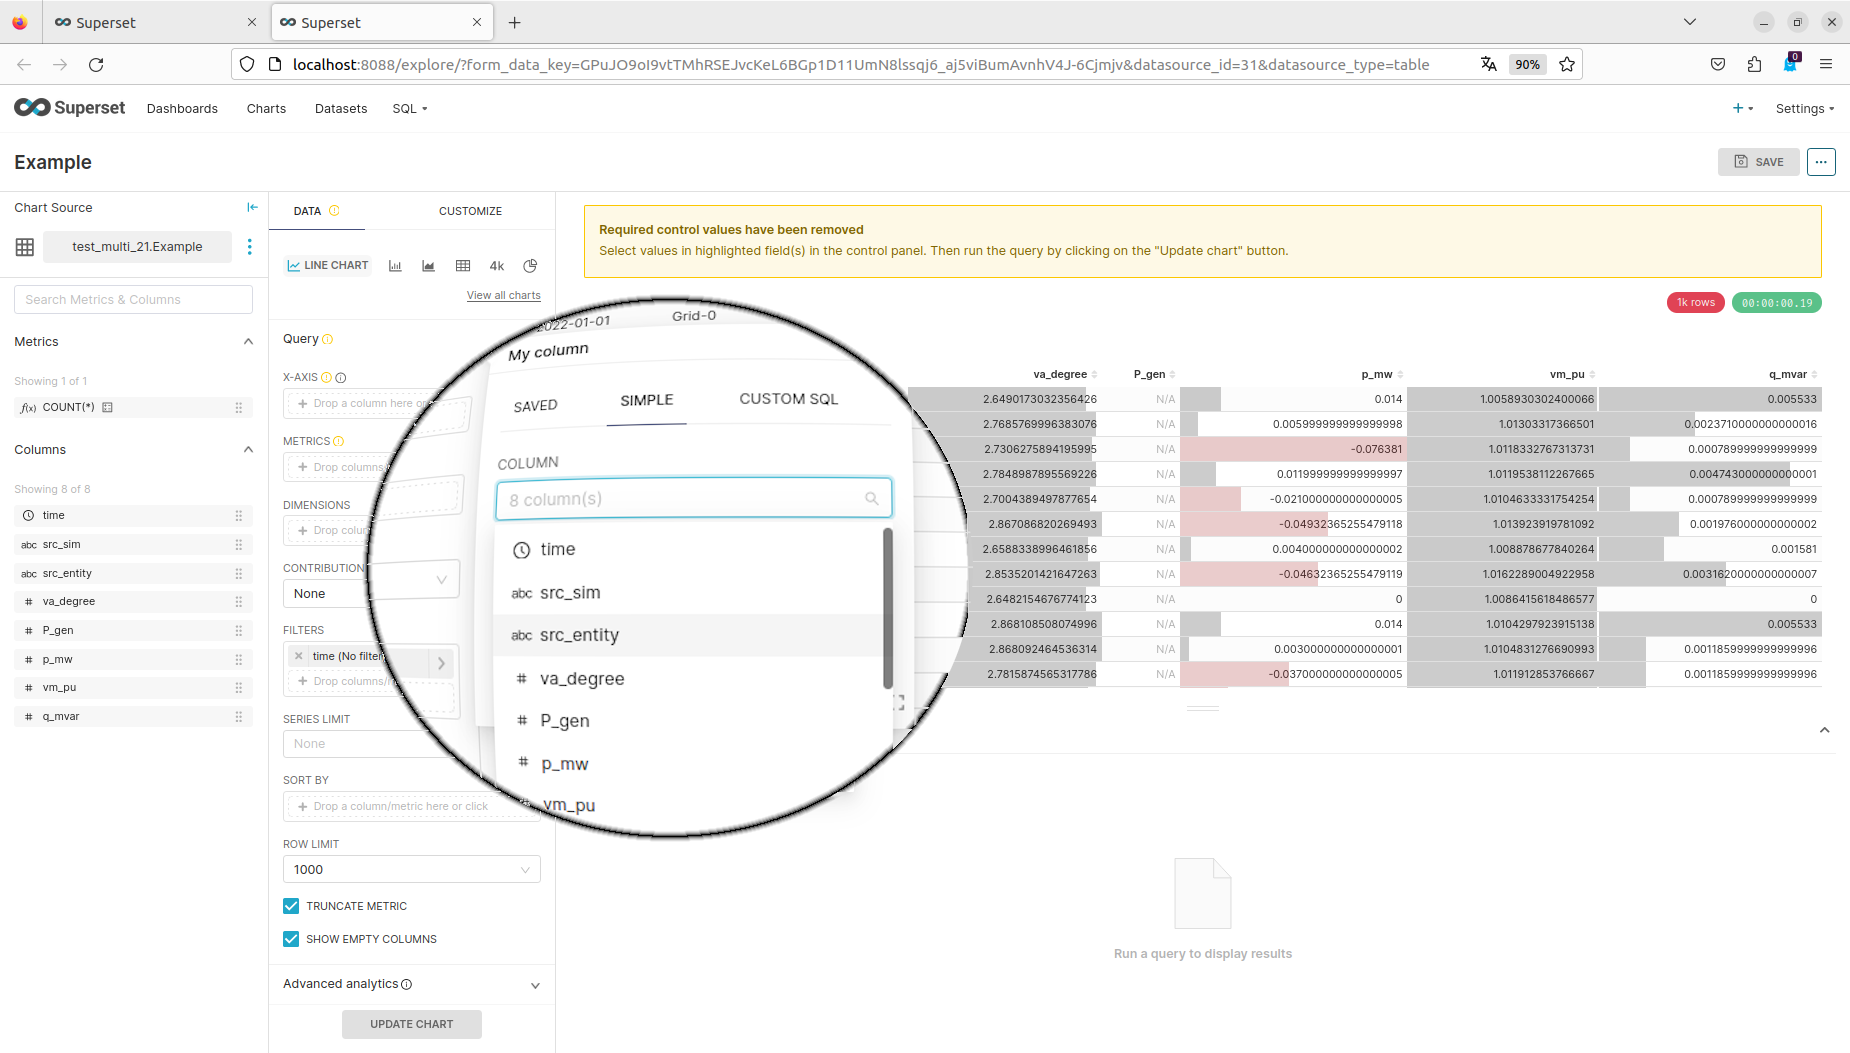 Superset
Superset
localhost:8088/explore/?form_data_key=GPuJO9oI9vtTMhRSEJvcKeL6BGp1D11UmN8lssqj6_aj5viBumAvnhV4J-6Cjmjv&datasource_id=31&datasource_type=table
90%
0
Superset
Dashboards
Charts
Datasets
SQL
Settings
Example
SAVE
Chart Source
test_multi_21.Example
Search Metrics & Columns
Metrics
Showing 1 of 1
f(x) COUNT(*)
Columns
Showing 8 of 8
time
abc src_sim
abc src_entity
# va_degree
# P_gen
# p_mw
# vm_pu
# q_mvar
DATA
CUSTOMIZE
LINE CHART
4k
View all charts
Query
X-AXIS
+ Drop a column here or
METRICS
+ Drop columns
DIMENSIONS
+ Drop colu
CONTRIBUTION
None
FILTERS
time (No filter
+ Drop columns/
SERIES LIMIT
None
SORT BY
+ Drop a column/metric here or click
ROW LIMIT
1000
TRUNCATE METRIC
SHOW EMPTY COLUMNS
Advanced analytics
UPDATE CHART
2022-01-01 Grid-0
My column
SAVED SIMPLE CUSTOM SQL
COLUMN
8 column(s)
time
abc src_sim
abc src_entity
# va_degree
# P_gen
# p_mw
vm_pu
Required control values have been removed
Select values in highlighted field(s) in the control panel. Then run the query by clicking on the "Update chart" button.
1k rows
00:00:00.19
va_degree P_gen p_mw vm_pu q_mvar
2.6490173032356426 N/A 0.014 1.0058930302400066 0.005533
2.7685769996383076 N/A 0.005999999999999998 1.01303317366501 0.0023710000000000016
2.7306275894195995 N/A -0.076381 1.0118332767313731 0.000789999999999999
2.7848987895569226 N/A 0.011999999999999997 1.0119538112267665 0.004743000000000001
2.7004389497877654 N/A -0.021000000000000005 1.0104633331754254 0.000789999999999999
2.867086820269493 N/A -0.04932365255479118 1.013923919781092 0.001976000000000002
2.6588338996461856 N/A 0.004000000000000002 1.008878677840264 0.001581
2.8535201421647263 N/A -0.04632365255479119 1.0162289004922958 0.0031620000000000007
2.6482154676774123 N/A 0 1.0086415618486577 0
2.868108508074996 N/A 0.014 1.0104297923915138 0.005533
2.868092464536314 N/A 0.003000000000000001 1.0104831276690993 0.0011859999999999996
2.7815874565317786 N/A -0.037000000000000005 1.011912853766667 0.0011859999999999996
Run a query to display results